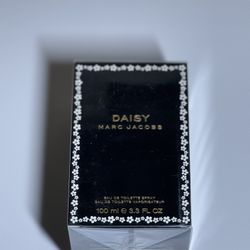 DAISY
MARC JACOBS
EAU DE TOILETTE SPRAY
EAU DE TOILETTE VAPORISATEUR
100 ml e 3.3 FL OZ